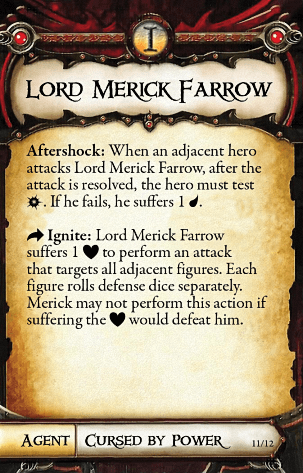 I
Lord Merick Farrow
Aftershock: When an adjacent hero
attacks Lord Merick Farrow, after the
attack is resolved, the hero must test
. If he fails, he suffers 1 .
Ignite: Lord Merick Farrow
suffers 1 ♥ to perform an attack
that targets all adjacent figures. Each
figure rolls defense dice separately.
Merick may not perform this action if
suffering the ♥ would defeat him.
Agent Cursed by Power 11/12